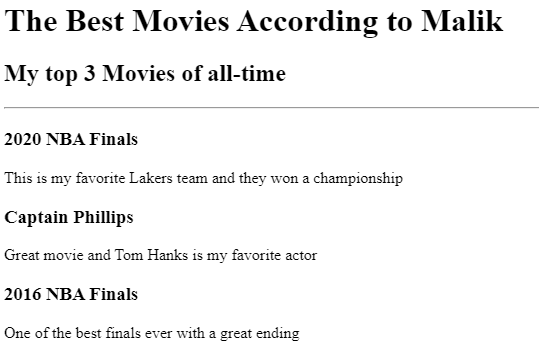 The Best Movies According to Malik
My top 3 Movies of all-time
2020 NBA Finals
This is my favorite Lakers team and they won a championship
Captain Phillips
Great movie and Tom Hanks is my favorite actor
2016 NBA Finals
One of the best finals ever with a great ending